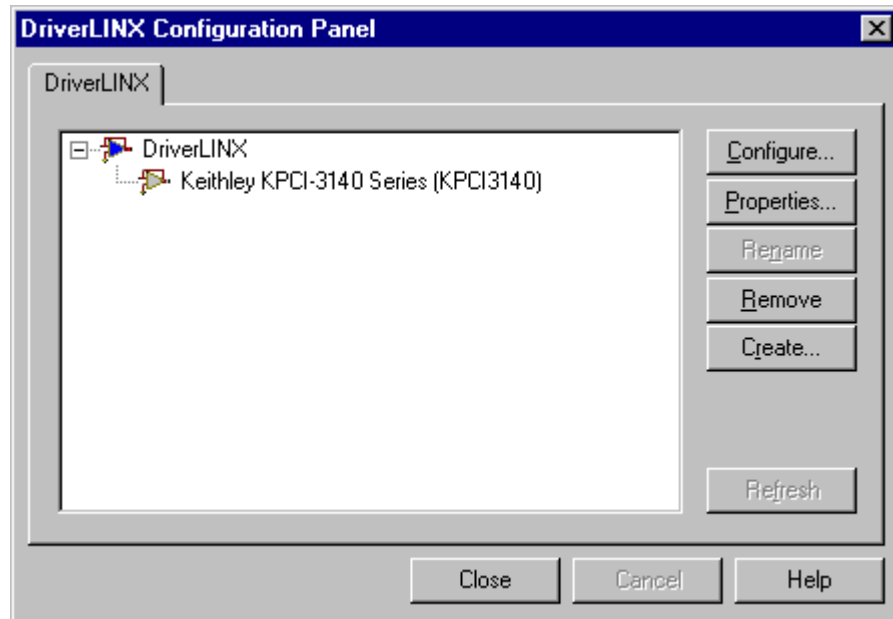 DriverLINX Configuration Panel
DriverLINX
DriverLINX
Keithley KPCI-3140 Series (KPCI3140)
Configure...
Properties...
Rename
Remove
Create...
Refresh
Close
Cancel
Help